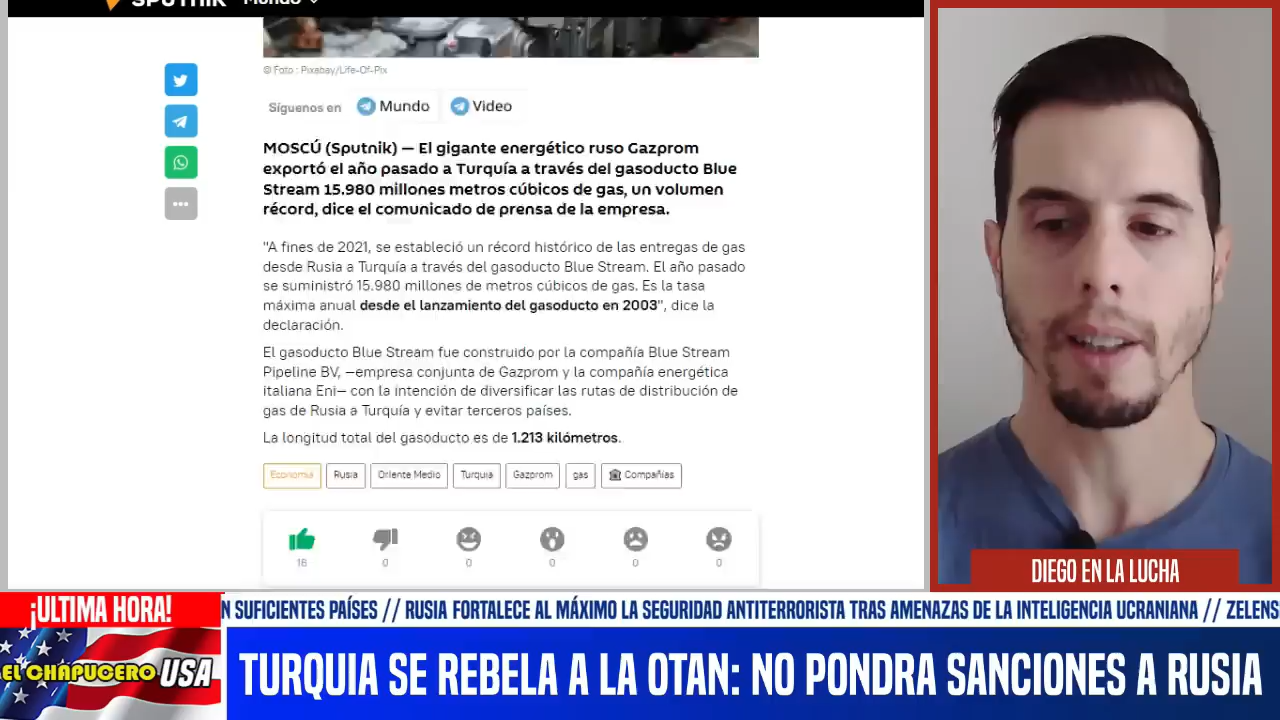 SPUTNIK Mundo
© Foto : Pixabay/Life-Of-Pix
Síguenos en Mundo Video
MOSCÚ (Sputnik) — El gigante energético ruso Gazprom
exportó el año pasado a Turquía a través del gasoducto Blue
Stream 15.980 millones metros cúbicos de gas, un volumen
récord, dice el comunicado de prensa de la empresa.
"A fines de 2021, se estableció un récord histórico de las entregas de gas
desde Rusia a Turquía a través del gasoducto Blue Stream. El año pasado
se suministró 15.980 millones de metros cúbicos de gas. Es la tasa
máxima anual desde el lanzamiento del gasoducto en 2003", dice la
declaración.
El gasoducto Blue Stream fue construido por la compañía Blue Stream
Pipeline BV, —empresa conjunta de Gazprom y la compañía energética
italiana Eni— con la intención de diversificar las rutas de distribución de
gas de Rusia a Turquía y evitar terceros países.
La longitud total del gasoducto es de 1.213 kilómetros.
Economía Rusia Oriente Medio Turquía Gazprom gas Compañías
18 0 0 0 0 0
DIEGO EN LA LUCHA
¡ULTIMA HORA!
N SUFICIENTES PAÍSES // RUSIA FORTALECE AL MÁXIMO LA SEGURIDAD ANTITERRORISTA TRAS AMENAZAS DE LA INTELIGENCIA UCRANIANA // ZELENS
EL CHAPUCERO USA
TURQUIA SE REBELA A LA OTAN: NO PONDRA SANCIONES A RUSIA